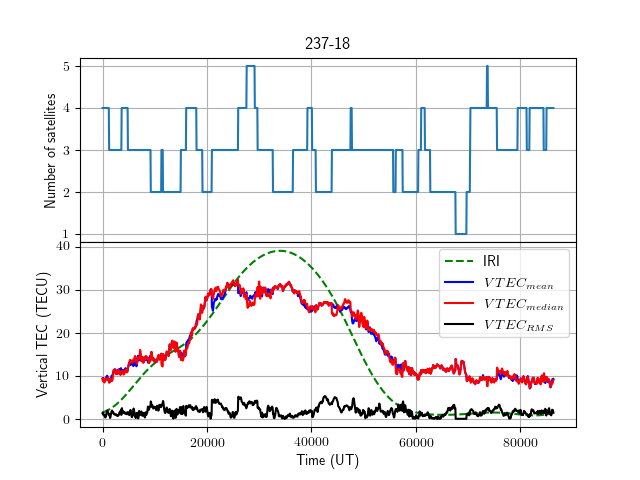 237-18
Number of satellites
5
4
3
2
1
Vertical TEC (TECU)
40
30
20
10
0
IRI
VTEC_mean
VTEC_median
VTEC_RMS
0 20000 40000 60000 80000
Time (UT)